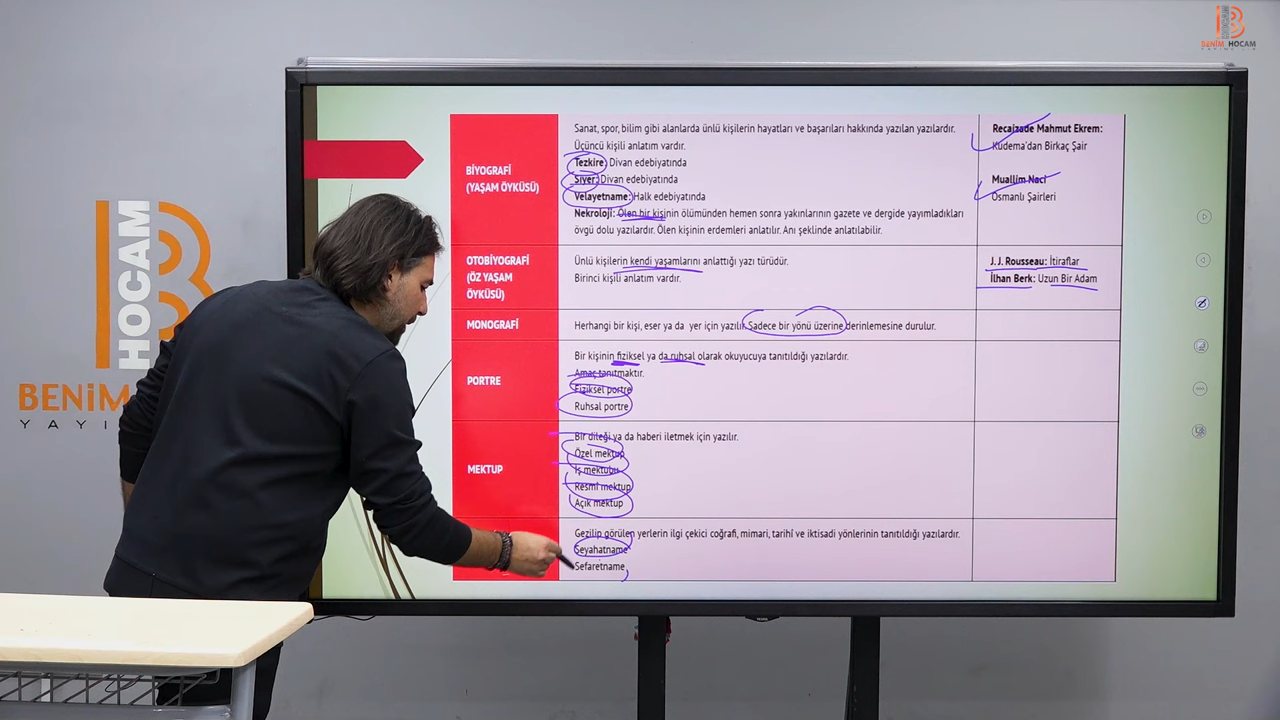 BENİM HOCAM
YAYINCILIK
HOCAM
BENİM
YAYI
BİYOGRAFİ
(YAŞAM ÖYKÜSÜ)
Sanat, spor, bilim gibi alanlarda ünlü kişilerin hayatları ve başarıları hakkında yazılan yazılardır.
Üçüncü kişili anlatım vardır.
Tezkire: Divan edebiyatında
Siyer: Divan edebiyatında
Velayetname: Halk edebiyatında
Nekroloji: Ölen bir kişinin ölümünden hemen sonra yakınlarının gazete ve dergide yayımladıkları
övgü dolu yazılardır. Ölen kişinin erdemleri anlatılır. Anı şeklinde anlatılabilir.
Recaizade Mahmut Ekrem:
Kudema'dan Birkaç Şair
Muallim Naci
Osmanlı Şairleri
OTOBİYOGRAFİ
(ÖZ YAŞAM
ÖYKÜSÜ)
Ünlü kişilerin kendi yaşamlarını anlattığı yazı türüdür.
Birinci kişili anlatım vardır.
J. J. Rousseau: İtiraflar
İlhan Berk: Uzun Bir Adam
MONOGRAFİ
Herhangi bir kişi, eser ya da yer için yazılır. Sadece bir yönü üzerine derinlemesine durulur.
PORTRE
Bir kişinin fiziksel ya da ruhsal olarak okuyucuya tanıtıldığı yazılardır.
Amaç tanıtmaktır.
Fiziksel portre
Ruhsal portre
MEKTUP
Bir dileği ya da haberi iletmek için yazılır.
Özel mektup
İş mektubu
Resmî mektup
Açık mektup
Gezilip görülen yerlerin ilgi çekici coğrafi, mimari, tarihî ve iktisadi yönlerinin tanıtıldığı yazılardır.
Seyahatname
Sefaretname